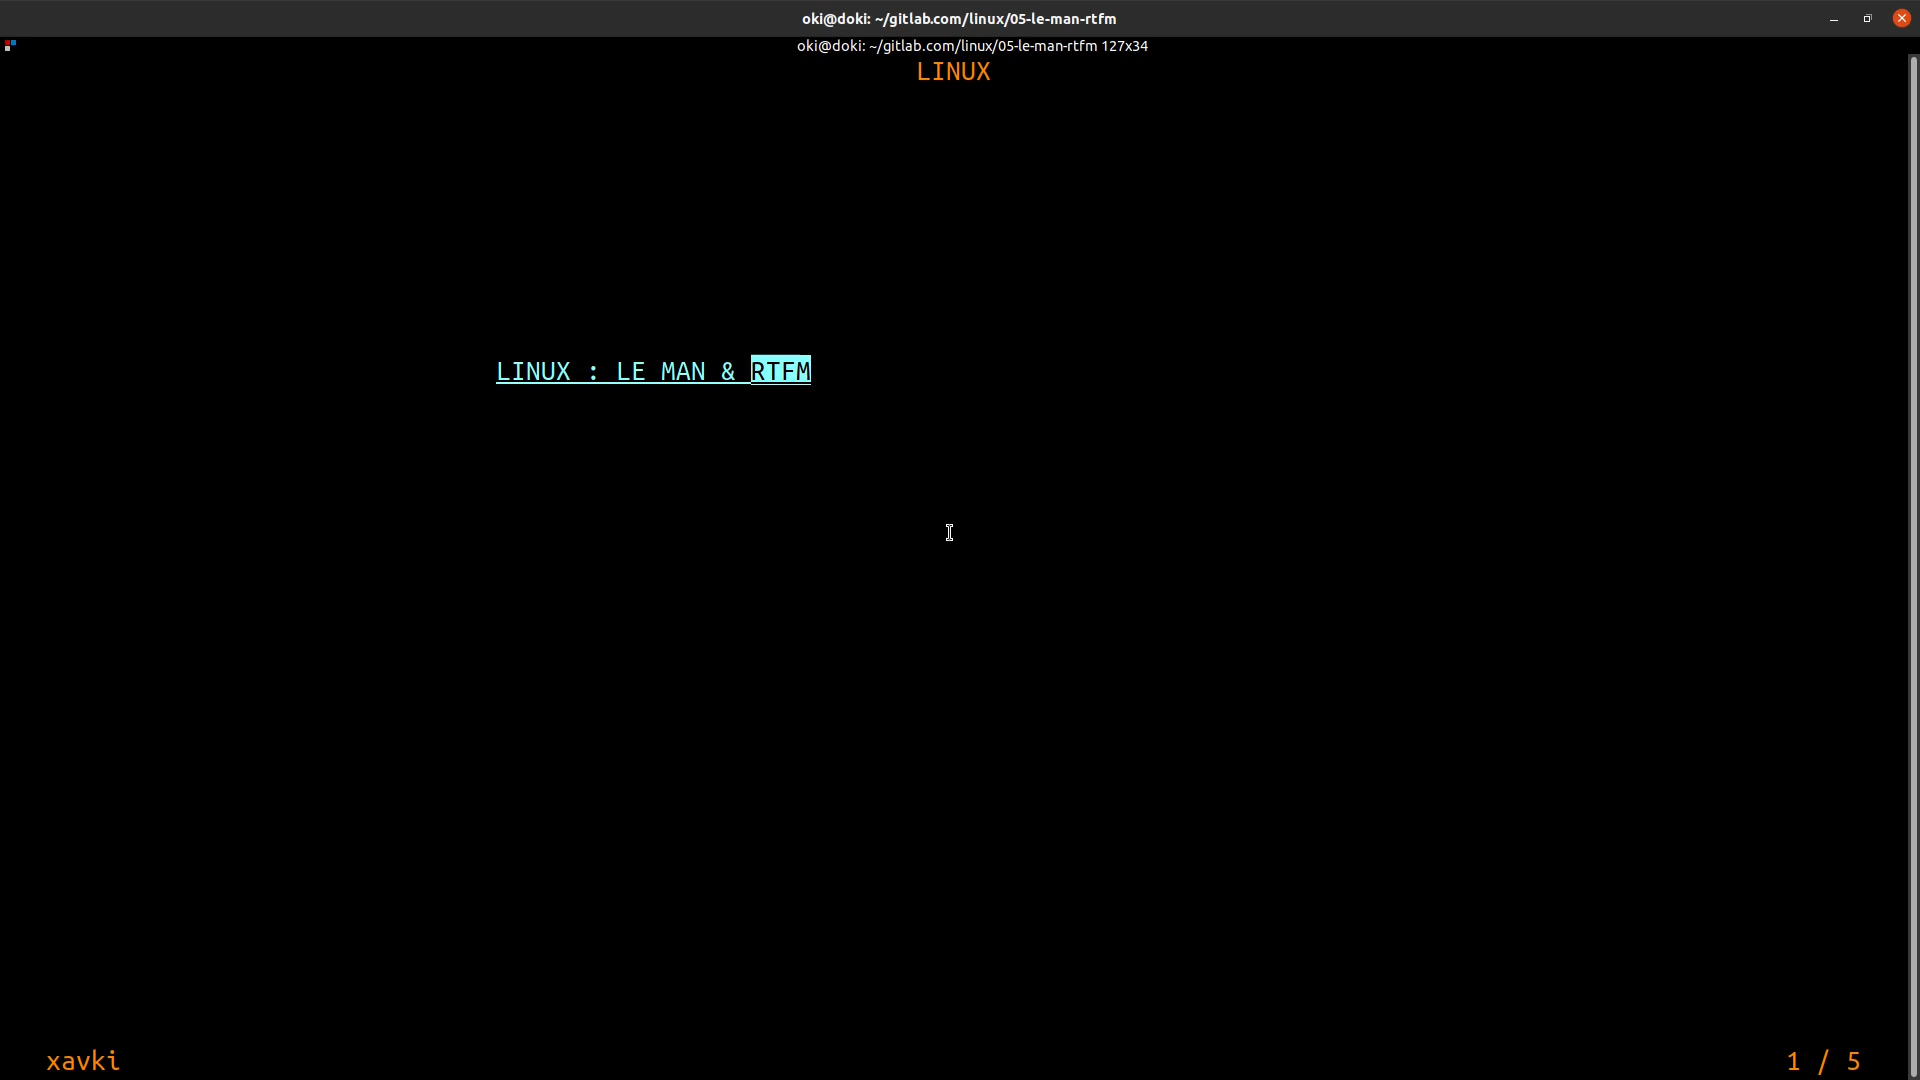 oki@doki: ~/gitlab.com/linux/05-le-man-rtfm
oki@doki: ~/gitlab.com/linux/05-le-man-rtfm 127x34
LINUX
LINUX : LE MAN & RTFM
xavki
1 / 5